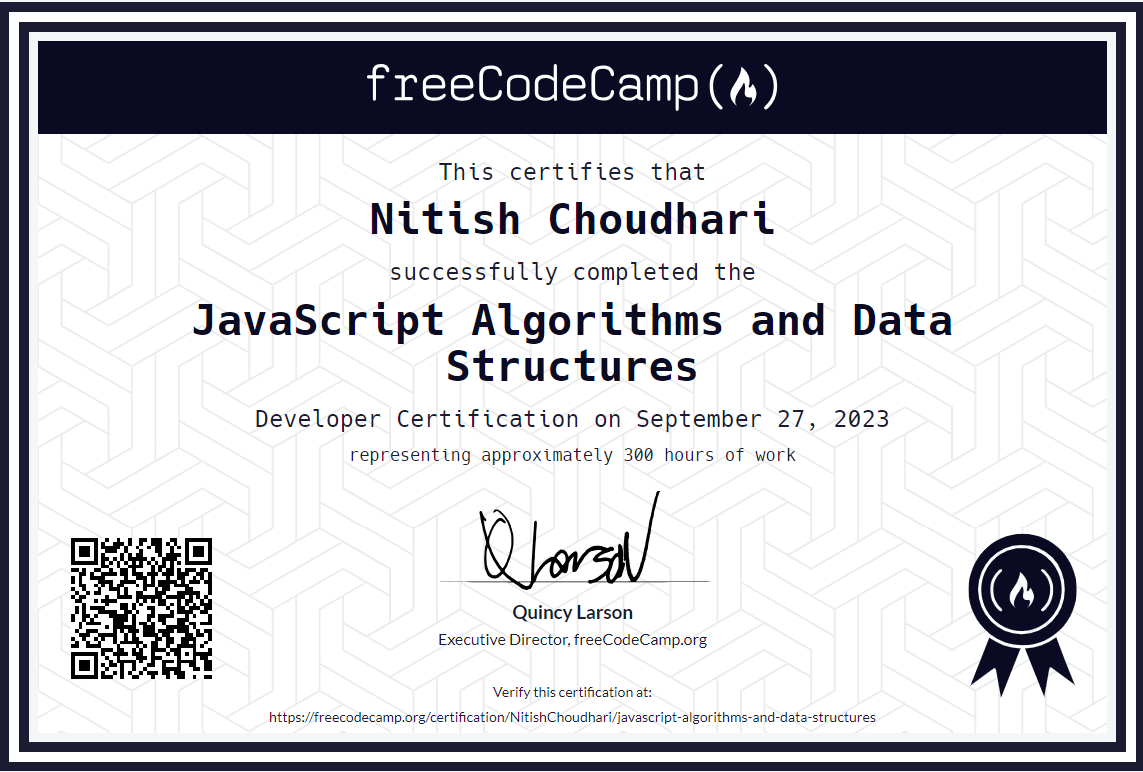 freeCodeCamp
This certifies that
Nitish Choudhari
successfully completed the
JavaScript Algorithms and Data
Structures
Developer Certification on September 27, 2023
representing approximately 300 hours of work
QLarson
Quincy Larson
Executive Director, freeCodeCamp.org
Verify this certification at:
https://freecodecamp.org/certification/NitishChoudhari/javascript-algorithms-and-data-structures